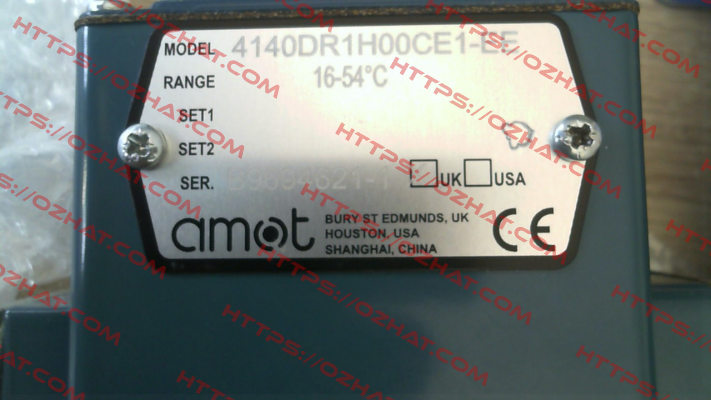 MODEL 4140DR1H00CE1-EE
RANGE 16-54°C
SET1
SET2
SER.
UK USA
amot
BURY ST EDMUNDS, UK
HOUSTON, USA
SHANGHAI, CHINA
CE
HTTPS://OZHAT.COM